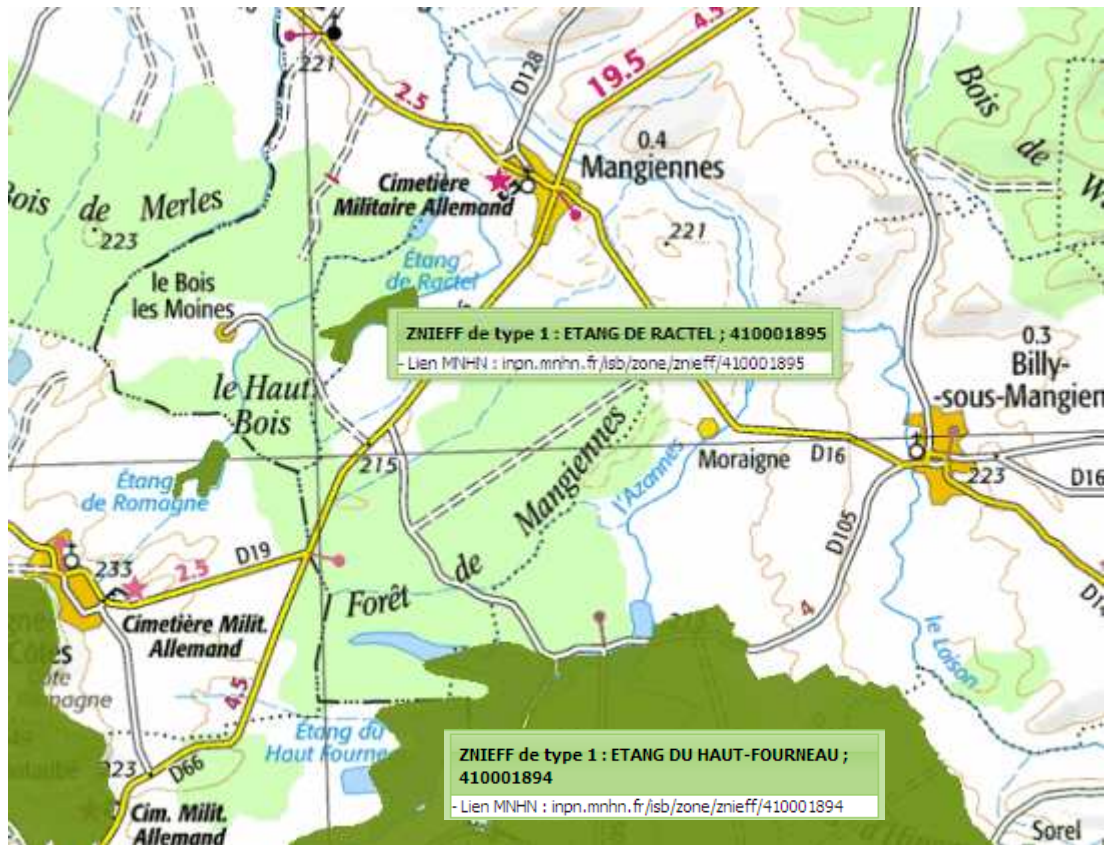 221
2.5
D128
19.5
4.5
0.4
Mangiennes
Cimetière
Militaire Allemand
221
Bois
de
Bois de Merles
223
le Bois
les Moines
Étang
de Ractel
ZNIEFF de type 1 : ETANG DE RACTEL ; 410001895
- Lien MNHN : inpn.mnhn.fr/isb/zone/znieff/410001895
0.3
Billy-
-sous-Mangien
le Haut
Bois
215
Étang
de Romagne
Forêt de Mangiennes
l'Azannes
Moraigne
D16
223
D16
D105
4
D19
2.5
233
Cimetière Milit.
Allemand
4.5
le Loison
D14
Étang du
Haut Fourne
223
D66
Cim. Milit.
Allemand
ZNIEFF de type 1 : ETANG DU HAUT-FOURNEAU ;
410001894
- Lien MNHN : inpn.mnhn.fr/isb/zone/znieff/410001894
Sorel